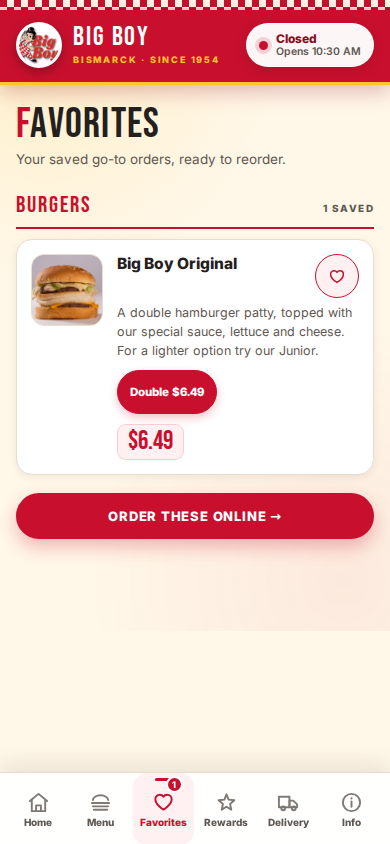 Big Boy
BIG BOY
BISMARCK · SINCE 1954
Closed
Opens 10:30 AM
FAVORITES
Your saved go-to orders, ready to reorder.
BURGERS
1 SAVED
Big Boy Original
A double hamburger patty, topped with
our special sauce, lettuce and cheese.
For a lighter option try our Junior.
Double $6.49
$6.49
ORDER THESE ONLINE →
1
Home
Menu
Favorites
Rewards
Delivery
Info